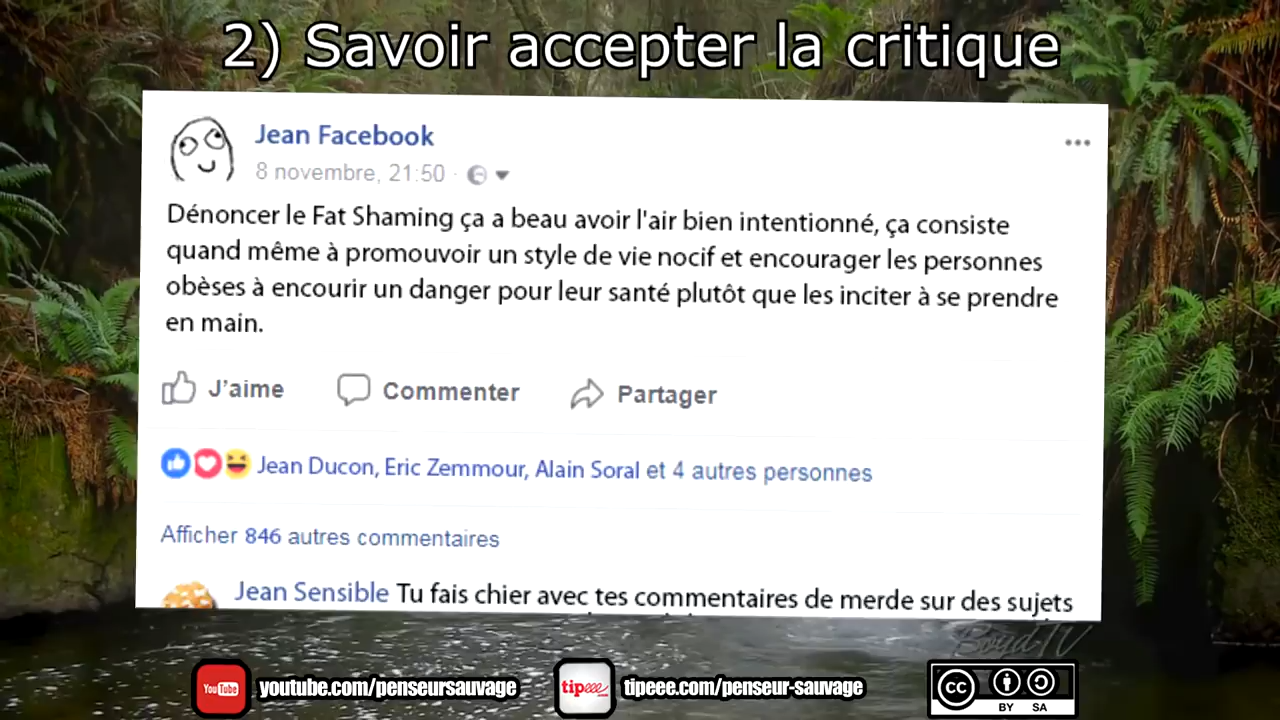 2) Savoir accepter la critique
Jean Facebook
8 novembre, 21:50 ·
Dénoncer le Fat Shaming ça a beau avoir l'air bien intentionné, ça consiste
quand même à promouvoir un style de vie nocif et encourager les personnes
obèses à encourir un danger pour leur santé plutôt que les inciter à se prendre
en main.
J'aime Commenter Partager
Jean Ducon, Eric Zemmour, Alain Soral et 4 autres personnes
Afficher 846 autres commentaires
Jean Sensible Tu fais chier avec tes commentaires de merde sur des sujets
BoydTV
YouTube youtube.com/penseursauvage tipeee tipeee.com/penseur-sauvage cc BY SA